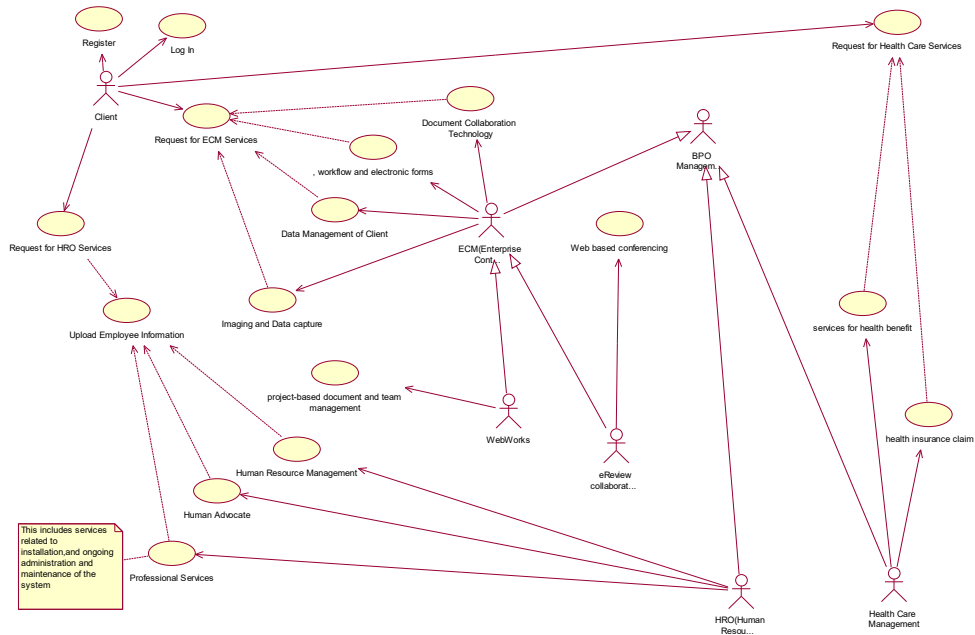 Register
Log In
Request for Health Care Services
Client
Request for ECM Services
Document Collaboration
Technology
, workflow and electronic forms
BPO
Managem...
Request for HRO Services
Data Management of Client
ECM(Enterprise
Cont...
Web based conferencing
Upload Employee Information
Imaging and Data capture
services for health benefit
project-based document and team
management
WebWorks
health insurance claim
Human Resource Management
eReview
collaborat...
Human Advocate
This includes services
related to
installation,and ongoing
administration and
maintenance of the
system
Professional Services
HRO(Human
Resou...
Health Care
Management